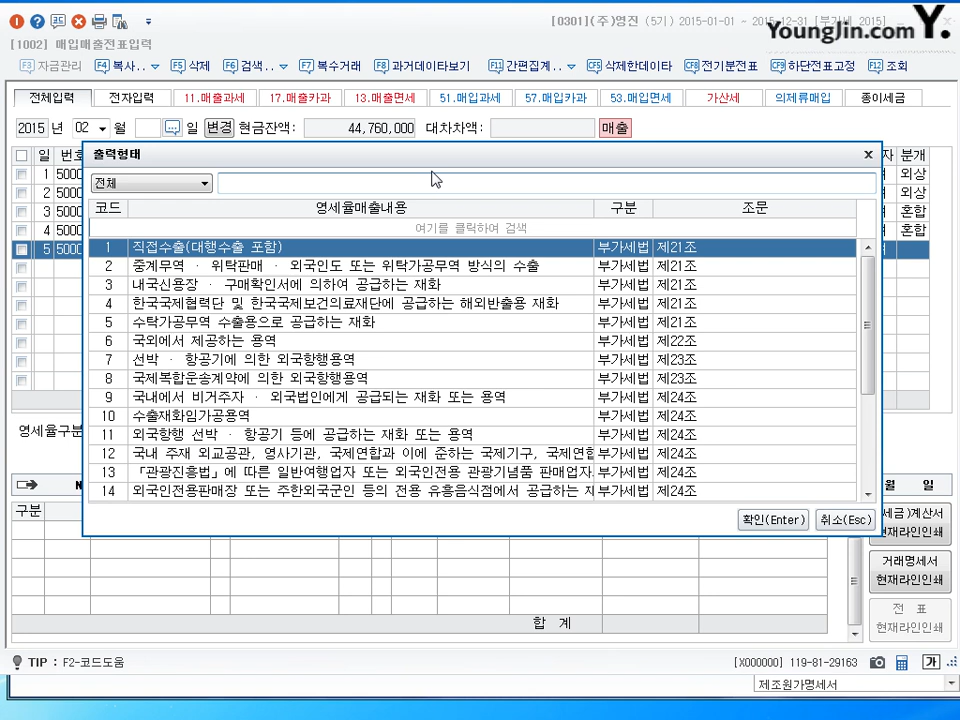 [0301](주)영진 (5기) 2015-01-01 ~ 2015-12-31 [부가세 2015]
YoungJin.com Y.
[1002] 매입매출전표입력
F3 자금관리 F4 복사.. F5 삭제 F6 검색.. F7 복수거래 F8 과거데이타보기 F11 간편집계.. CF5 삭제한데이타 CF8 전기분전표 CF9 하단전표고정 F12 조회
전체입력 전자입력 11.매출과세 17.매출카과 13.매출면세 51.매입과세 57.매입카과 53.매입면세 가산세 의제류매입 종이세금
2015 년 02 월 일 변경 현금잔액: 44,760,000 대차차액: 매출
일 번호 분개
1 5000 외상
2 5000 외상
3 5000 혼합
4 5000 혼합
5 5000
출력형태
전체
코드 영세율매출내용 구분 조문
여기를 클릭하여 검색
1 직접수출(대행수출 포함) 부가세법 제21조
2 중계무역 · 위탁판매 · 외국인도 또는 위탁가공무역 방식의 수출 부가세법 제21조
3 내국신용장 · 구매확인서에 의하여 공급하는 재화 부가세법 제21조
4 한국국제협력단 및 한국국제보건의료재단에 공급하는 해외반출용 재화 부가세법 제21조
5 수탁가공무역 수출용으로 공급하는 재화 부가세법 제21조
6 국외에서 제공하는 용역 부가세법 제22조
7 선박 · 항공기에 의한 외국항행용역 부가세법 제23조
8 국제복합운송계약에 의한 외국항행용역 부가세법 제23조
9 국내에서 비거주자 · 외국법인에게 공급되는 재화 또는 용역 부가세법 제24조
10 수출재화임가공용역 부가세법 제24조
11 외국항행 선박 · 항공기 등에 공급하는 재화 또는 용역 부가세법 제24조
12 국내 주재 외교공관, 영사기관, 국제연합과 이에 준하는 국제기구, 국제연합 부가세법 제24조
13 「관광진흥법」에 따른 일반여행업자 또는 외국인전용 관광기념품 판매업자 부가세법 제24조
14 외국인전용판매장 또는 주한외국군인 등의 전용 유흥음식점에서 공급하는 재 부가세법 제24조
확인(Enter) 취소(Esc)
영세율구분
월 일
구분
세금)계산서
현재라인인쇄
거래명세서
현재라인인쇄
전 표
현재라인인쇄
합 계
TIP : F2-코드도움
[X000000] 119-81-29163 가
제조원가명세서